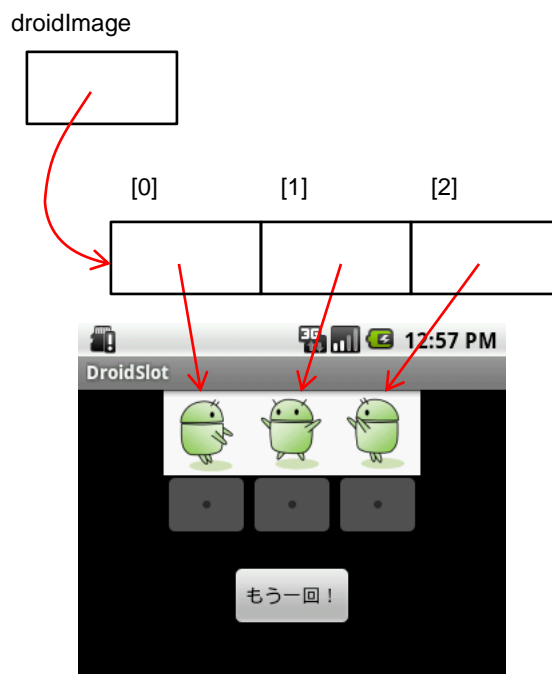 droidImage
[0] [1] [2]
3G 12:57 PM
DroidSlot
もう一回！